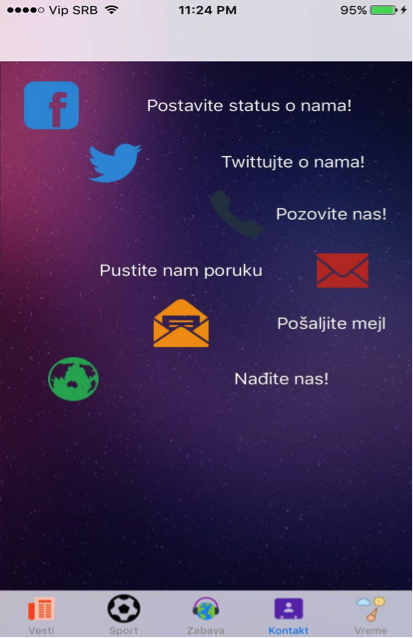 Vip SRB 11:24 PM 95%
Postavite status o nama!
Twittujte o nama!
Pozovite nas!
Pustite nam poruku
Pošaljite mejl
Nađite nas!
Vesti Sport Zabava Kontakt Vreme